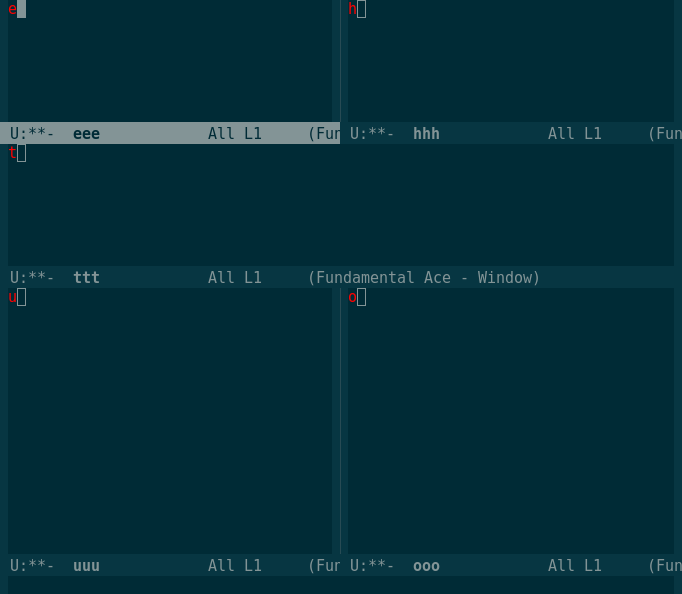 e h
U:**-  eee            All L1     (Fun U:**-  hhh            All L1     (Fun
t
U:**-  ttt            All L1     (Fundamental Ace - Window)
u o
U:**-  uuu            All L1     (Fun U:**-  ooo            All L1     (Fun